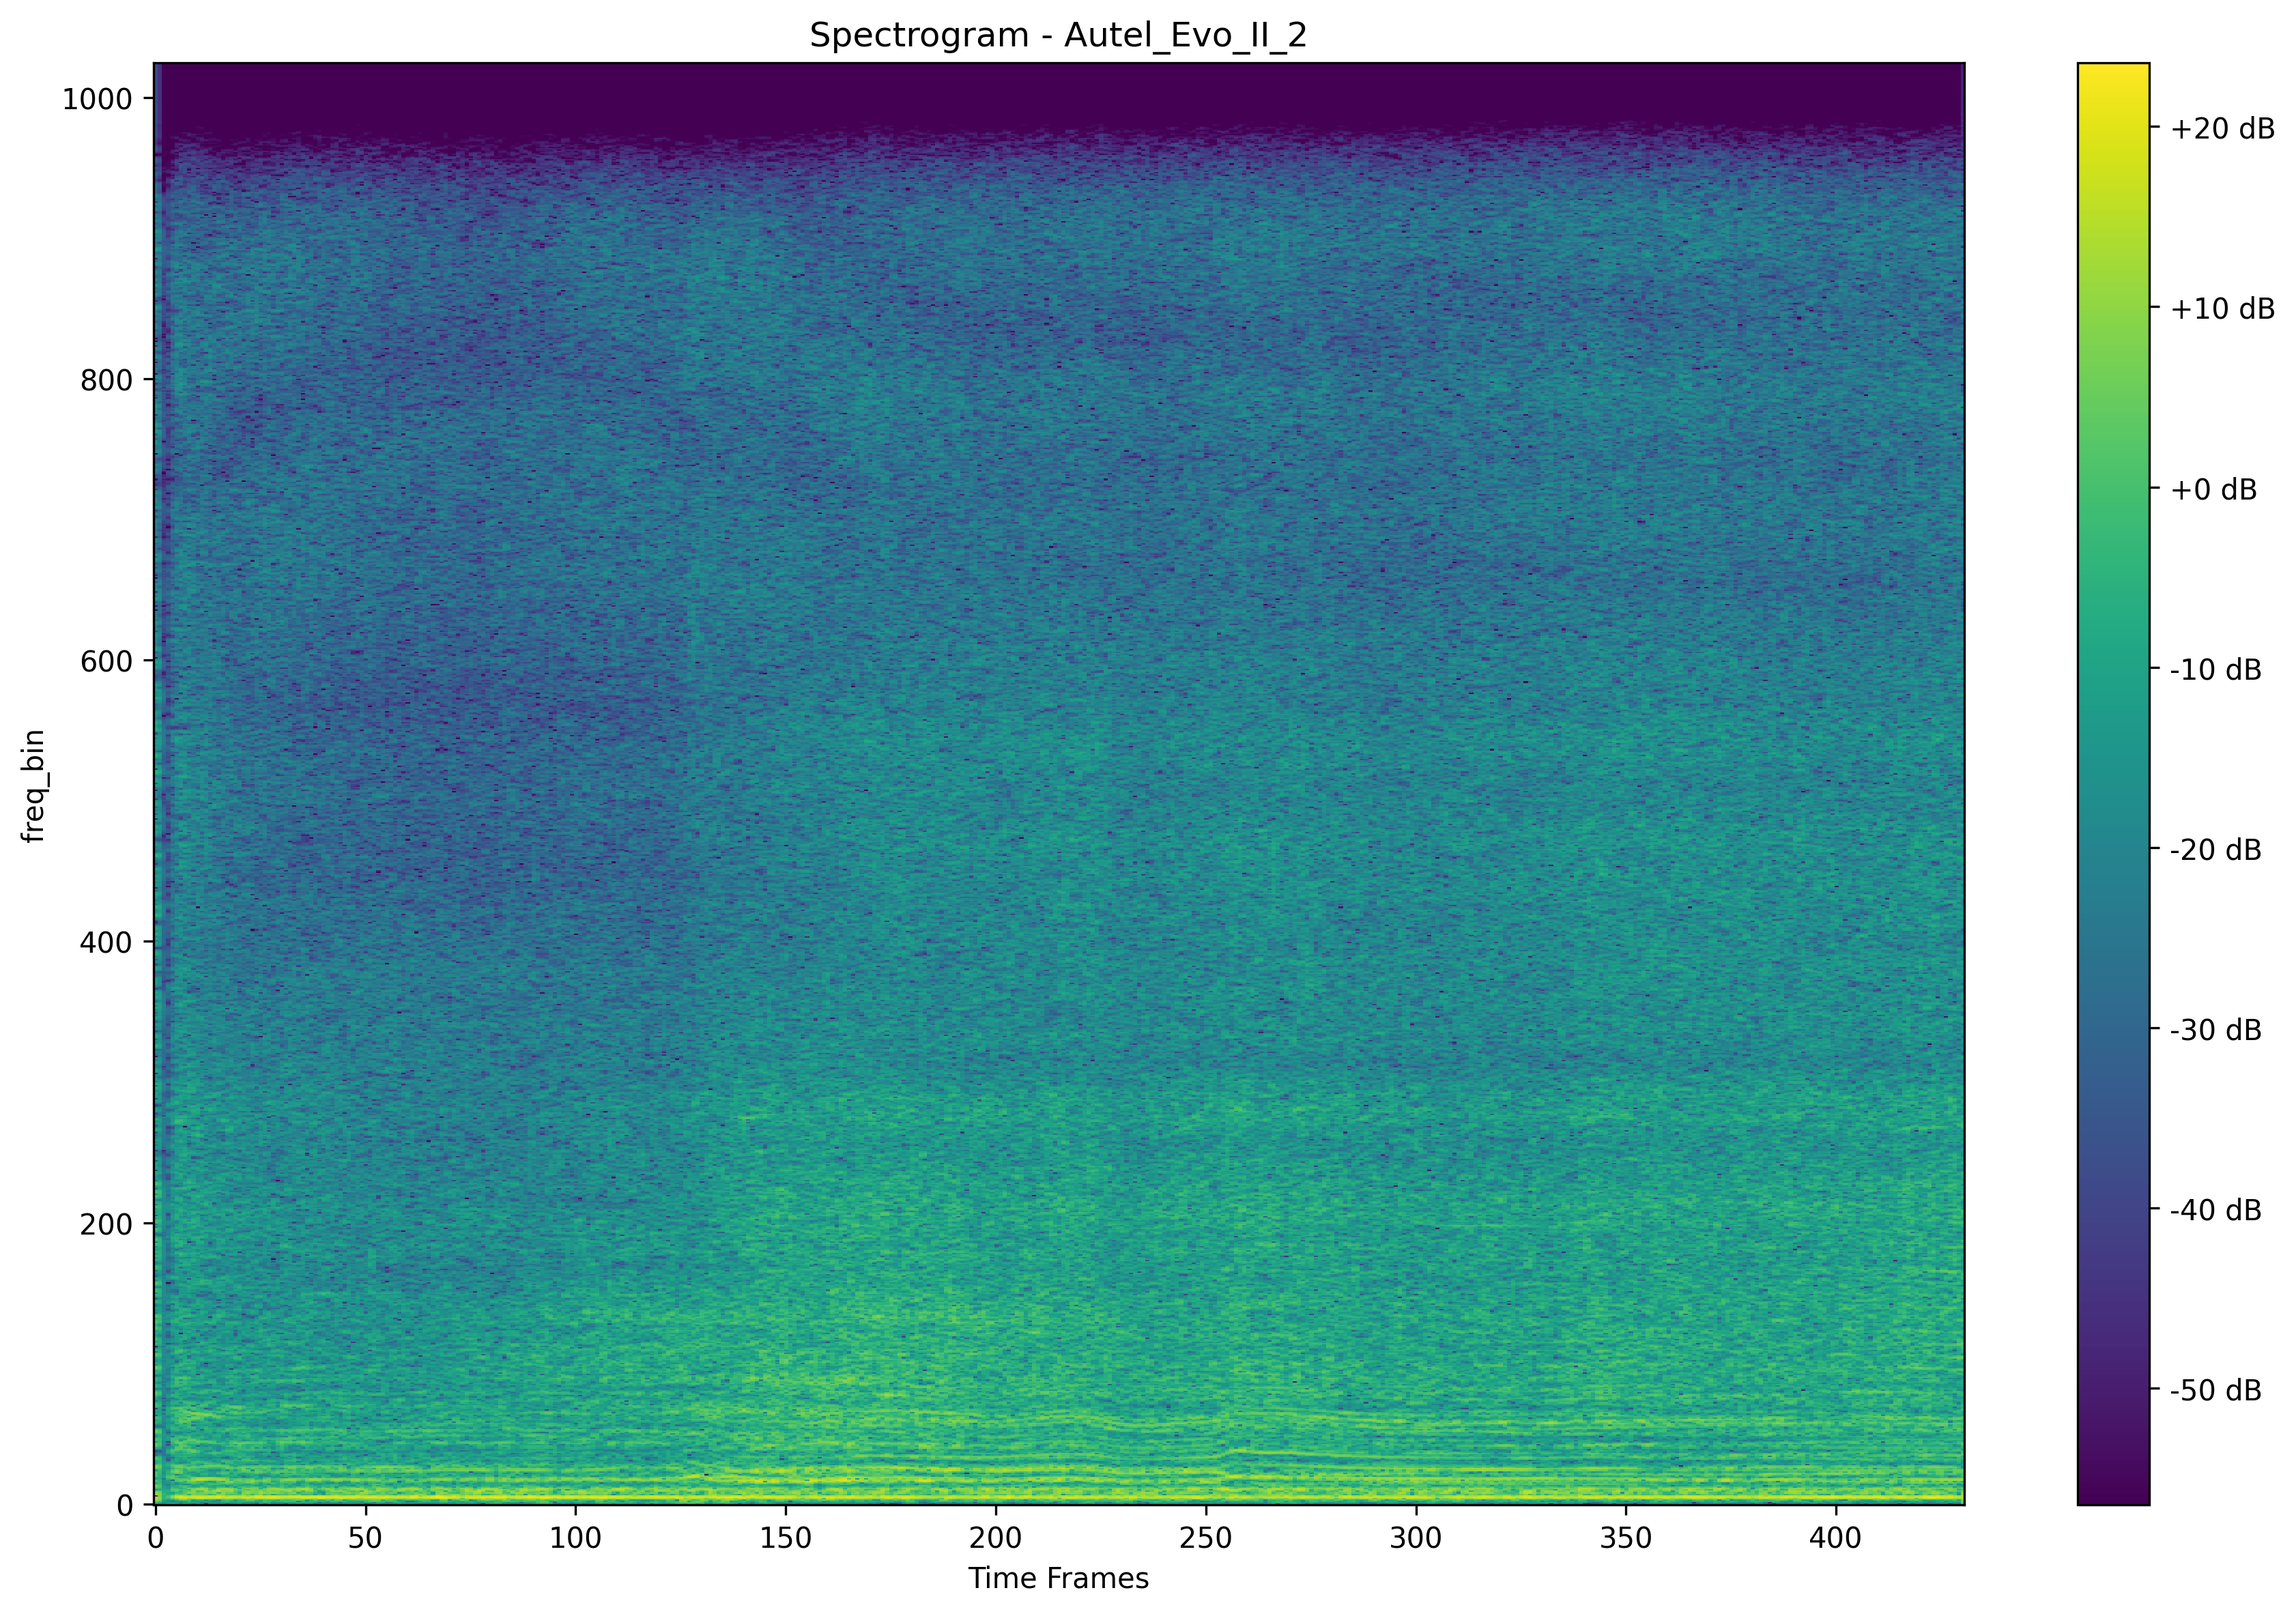 Spectrogram - Autel_Evo_II_2
1000
800
600
400
200
0
freq_bin
0 50 100 150 200 250 300 350 400
Time Frames
+20 dB
+10 dB
+0 dB
-10 dB
-20 dB
-30 dB
-40 dB
-50 dB